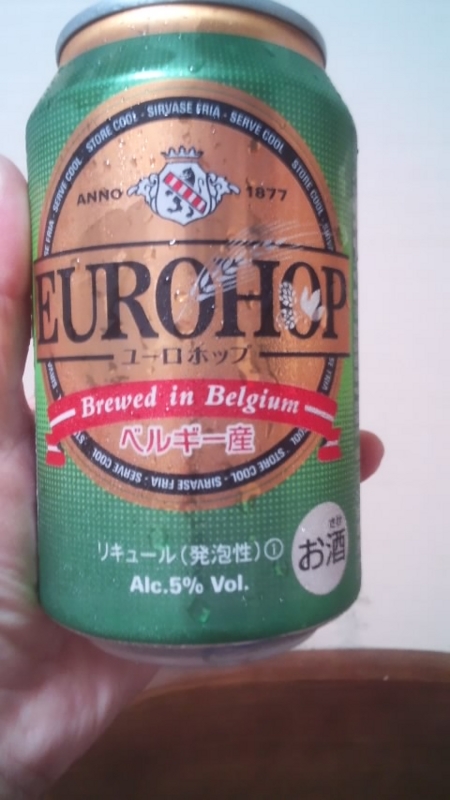 STORE COOL · SIRVASE FRIA · SERVE COOL
ANNO 1877
EUROHOP
ユーロホップ
Brewed in Belgium
ベルギー産
SERVE COOL · SIRVASE FRIA · STORE COOL
リキュール(発泡性)①
さけ
お酒
Alc.5% Vol.